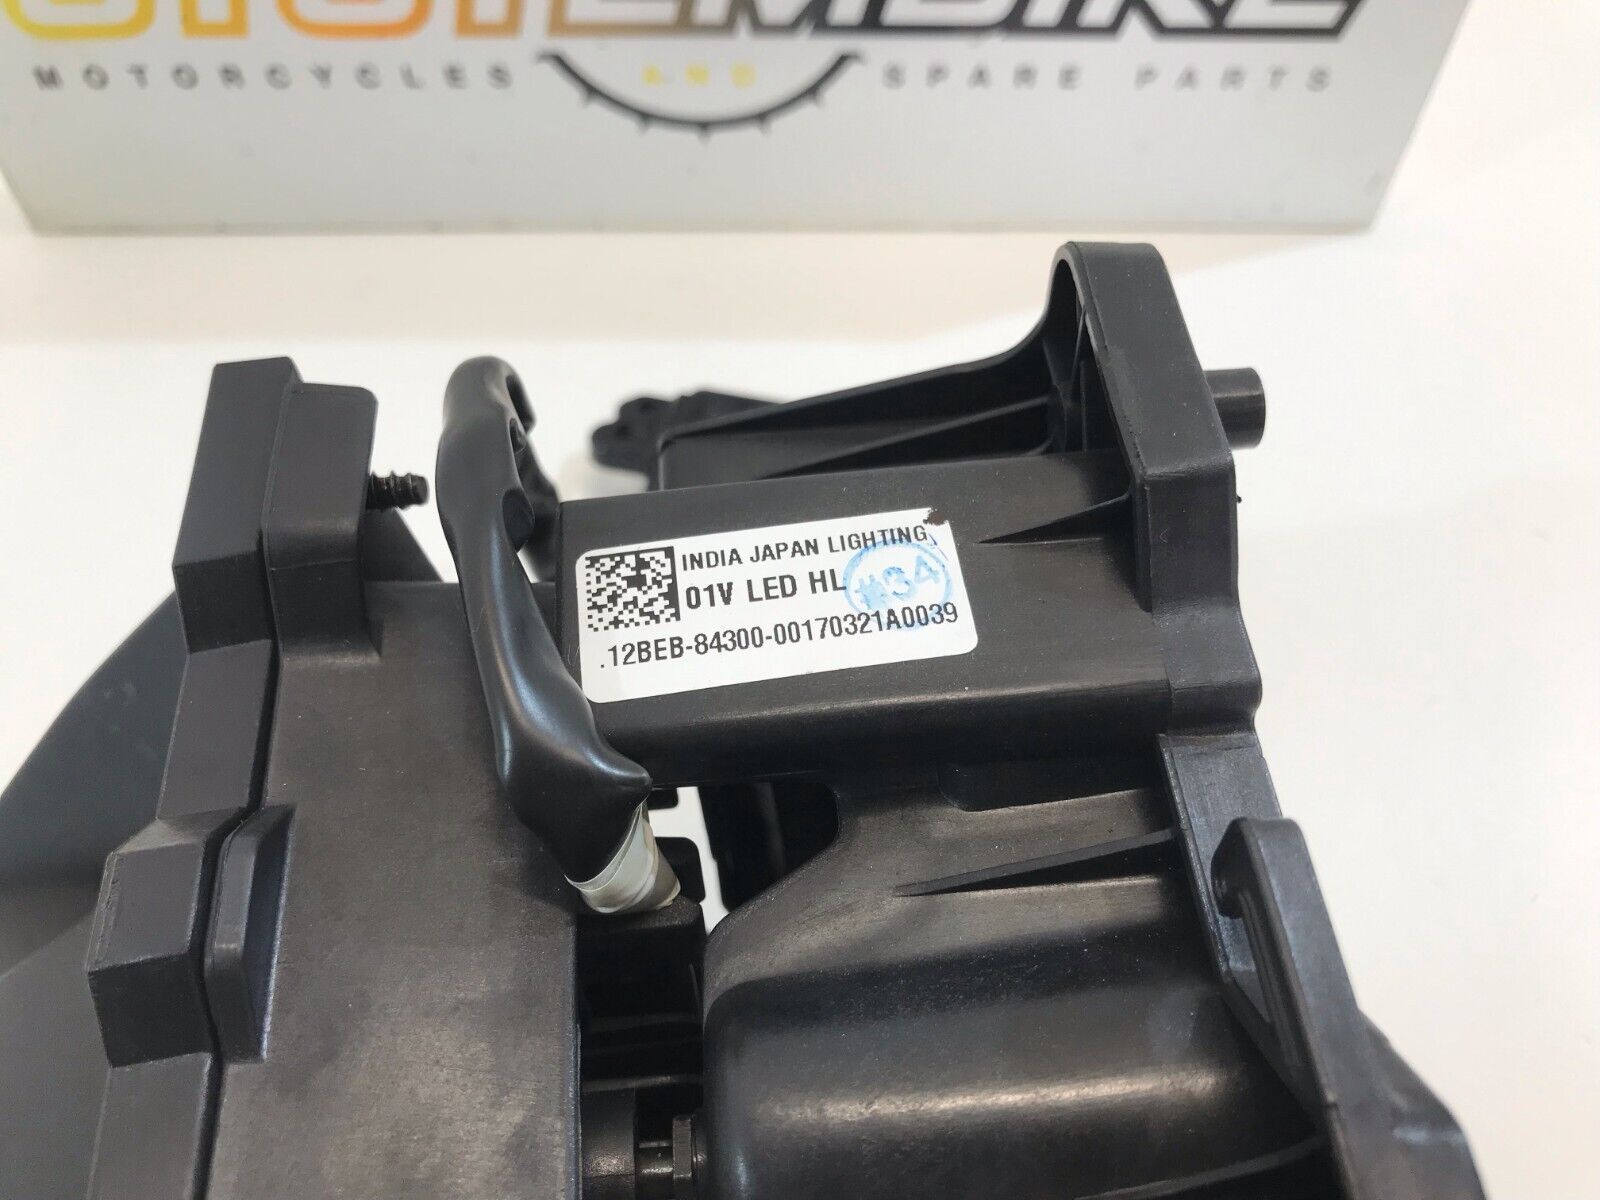 MOTORCYCLES AND SPARE PARTS
INDIA JAPAN LIGHTING
01V LED HL
#34
.12BEB-84300-00170321A0039